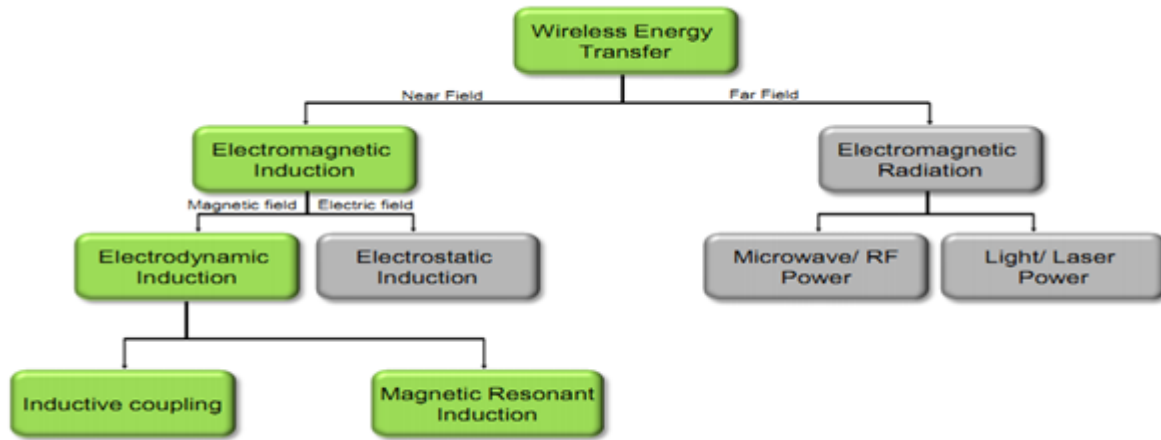 Wireless Energy
Transfer
Near Field
Far Field
Electromagnetic
Induction
Electromagnetic
Radiation
Magnetic field
Electric field
Electrodynamic
Induction
Electrostatic
Induction
Microwave/ RF
Power
Light/ Laser
Power
Inductive coupling
Magnetic Resonant
Induction